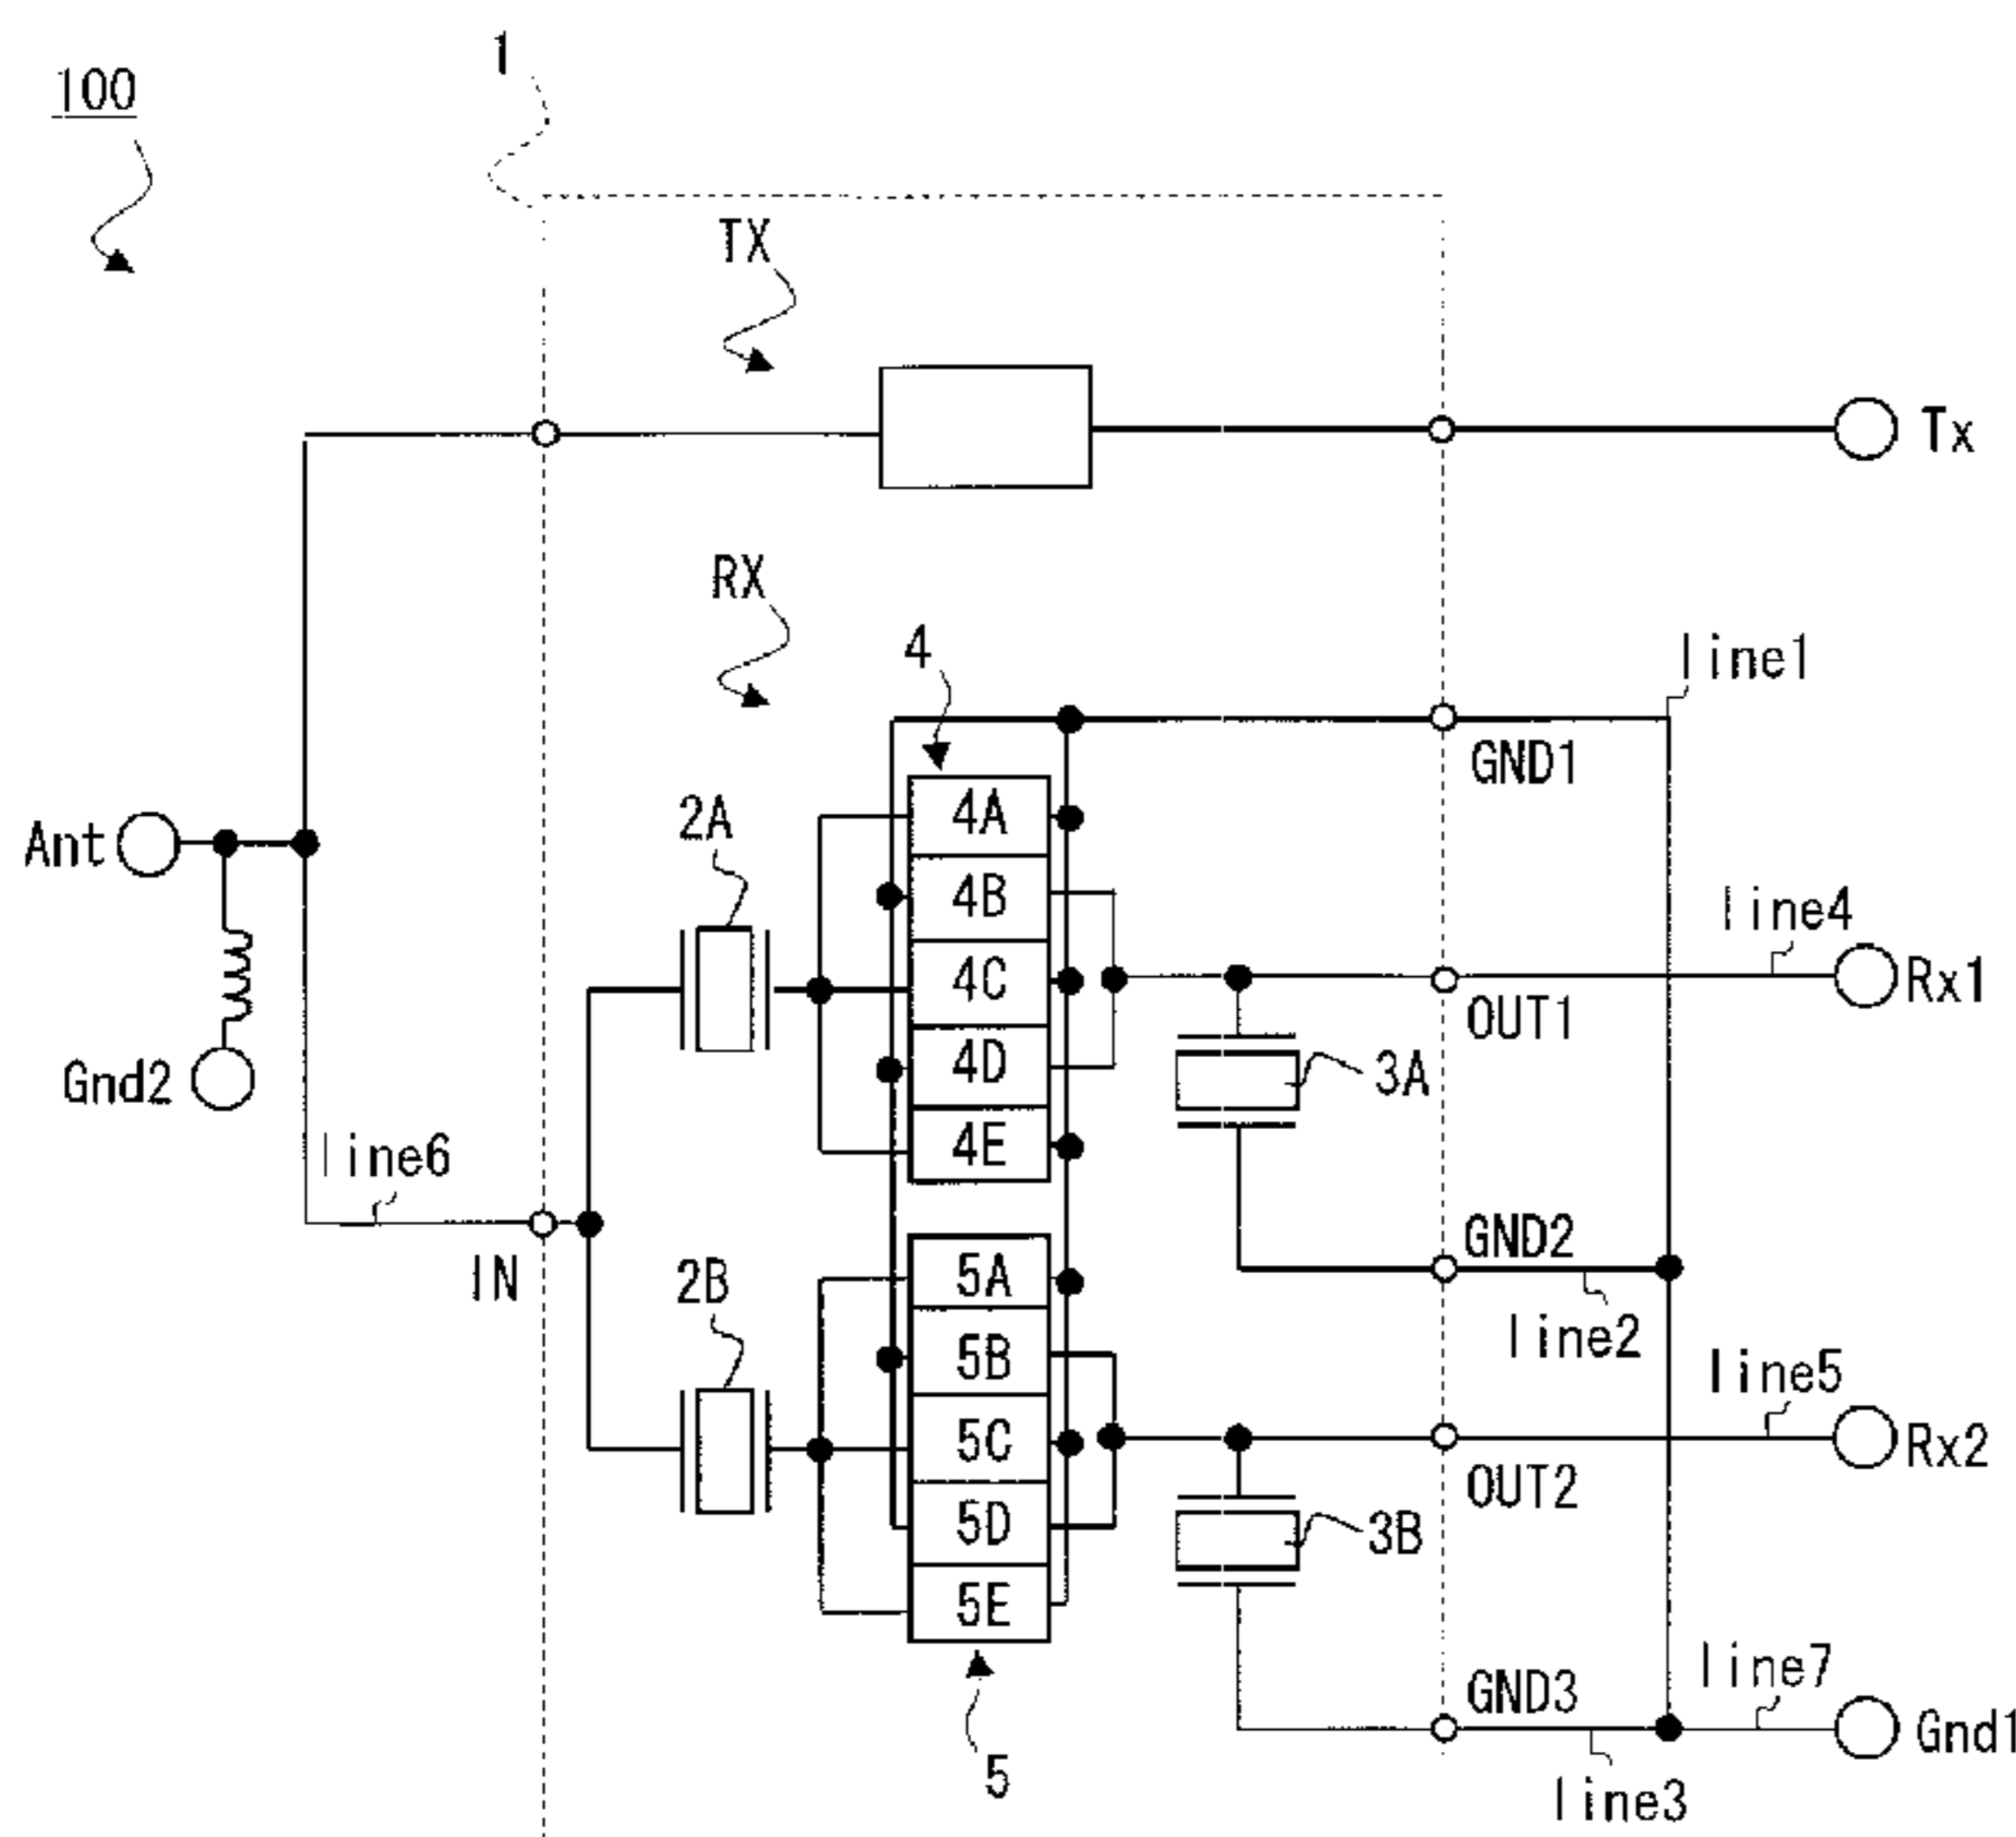 1
100
TX
Tx
RX
4
line1
GND1
2A
4A
Ant
4B
line4
4C
Rx1
OUT1
Gnd2
4D
3A
4E
line6
GND2
IN
2B
5A
line2
5B
line5
5C
Rx2
OUT2
5D
3B
5E
GND3
line7
Gnd1
5
line3